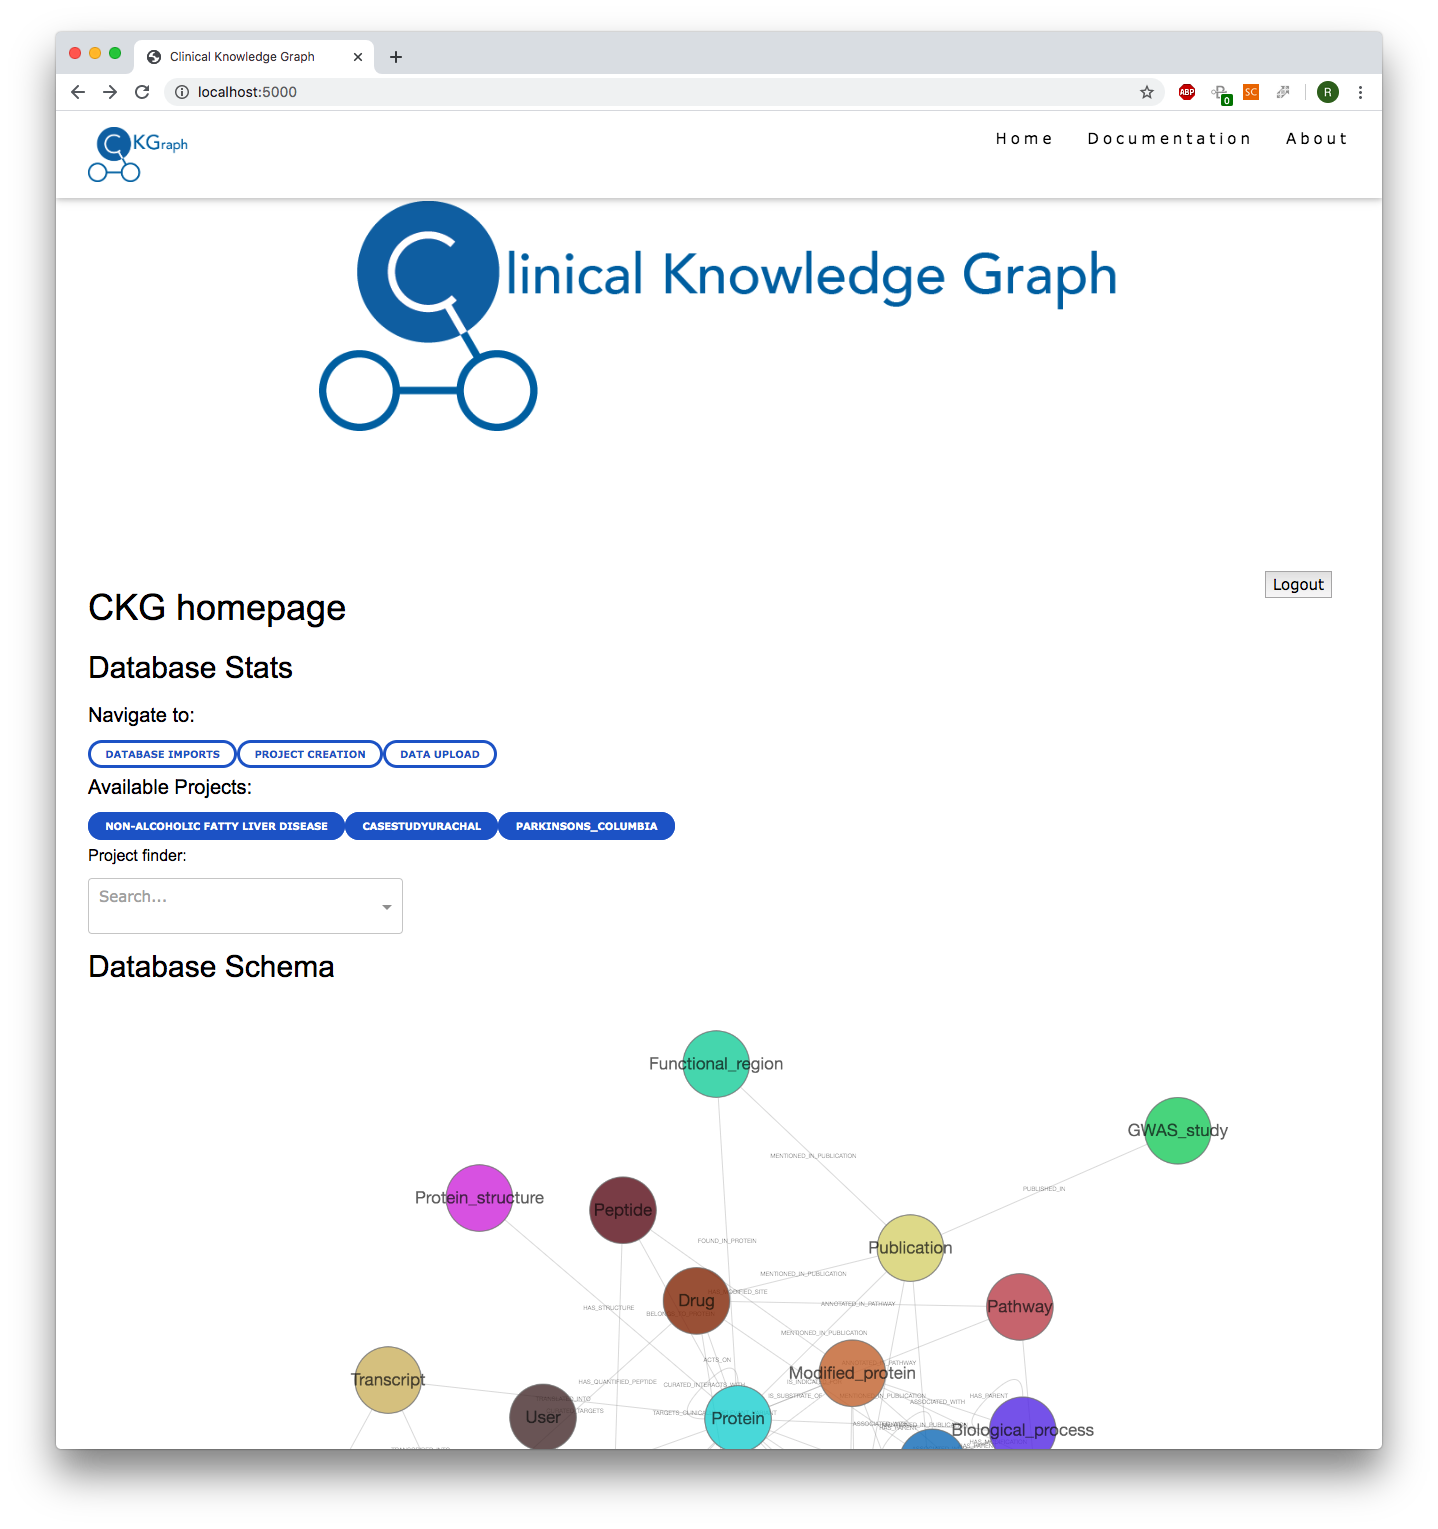 Clinical Knowledge Graph
localhost:5000
ABP
0
SC
R
CKGraph
Home Documentation About
Clinical Knowledge Graph
Logout
CKG homepage
Database Stats
Navigate to:
DATABASE IMPORTS PROJECT CREATION DATA UPLOAD
Available Projects:
NON-ALCOHOLIC FATTY LIVER DISEASE CASESTUDYURACHAL PARKINSONS_COLUMBIA
Project finder:
Search...
Database Schema
Functional_region
GWAS_study
MENTIONED_IN_PUBLICATION
PUBLISHED_IN
Protein_structure
Peptide
FOUND_IN_PROTEIN
Publication
MENTIONED_IN_PUBLICATION
Drug
ANNOTATED_IN_PATHWAY
Pathway
HAS_STRUCTURE
MENTIONED_IN_PUBLICATION
ACTS_ON
Modified_protein
Transcript
HAS_QUANTIFIED_PEPTIDE
CURATED_INTERACTS_WITH
IS_SUBSTRATE_OF
HAS_PARENT
ASSOCIATED_WITH
User
Protein
Biological_process